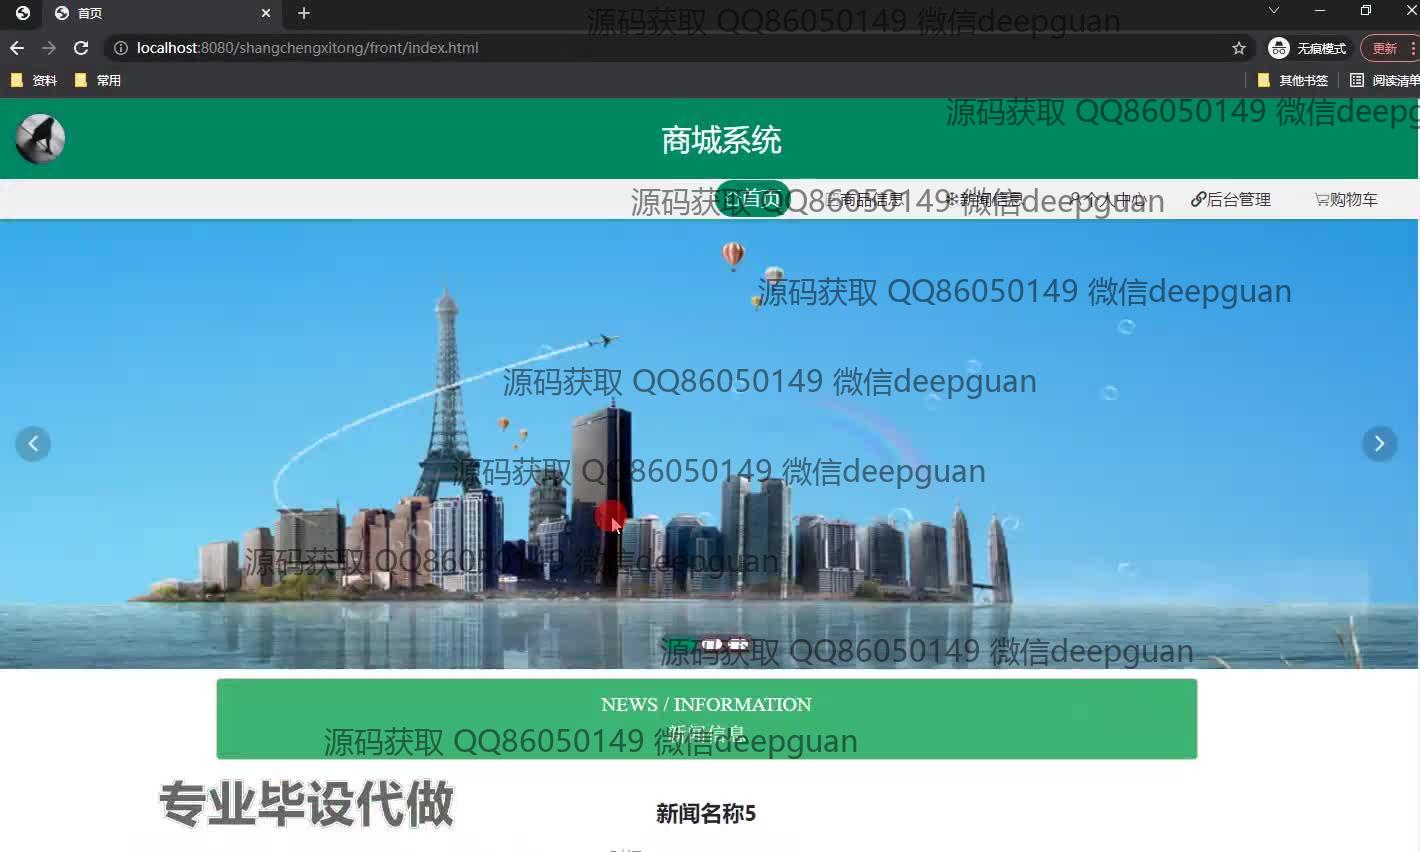 首页
源码获取 QQ86050149 微信deepguan
localhost:8080/shangchengxitong/front/index.html
无痕模式
更新
资料
常用
其他书签
阅读清单
源码获取 QQ86050149 微信deepg
商城系统
首页
商品信息
新闻信息
个人中心
后台管理
购物车
源码获取 QQ86050149 微信deepguan
源码获取 QQ86050149 微信deepguan
源码获取 QQ86050149 微信deepguan
源码获取 QQ86050149 微信deepguan
源码获取 QQ86050149 微信deepguan
源码获取 QQ86050149 微信deepguan
NEWS / INFORMATION
新闻信息
源码获取 QQ86050149 微信deepguan
专业毕设代做
新闻名称5